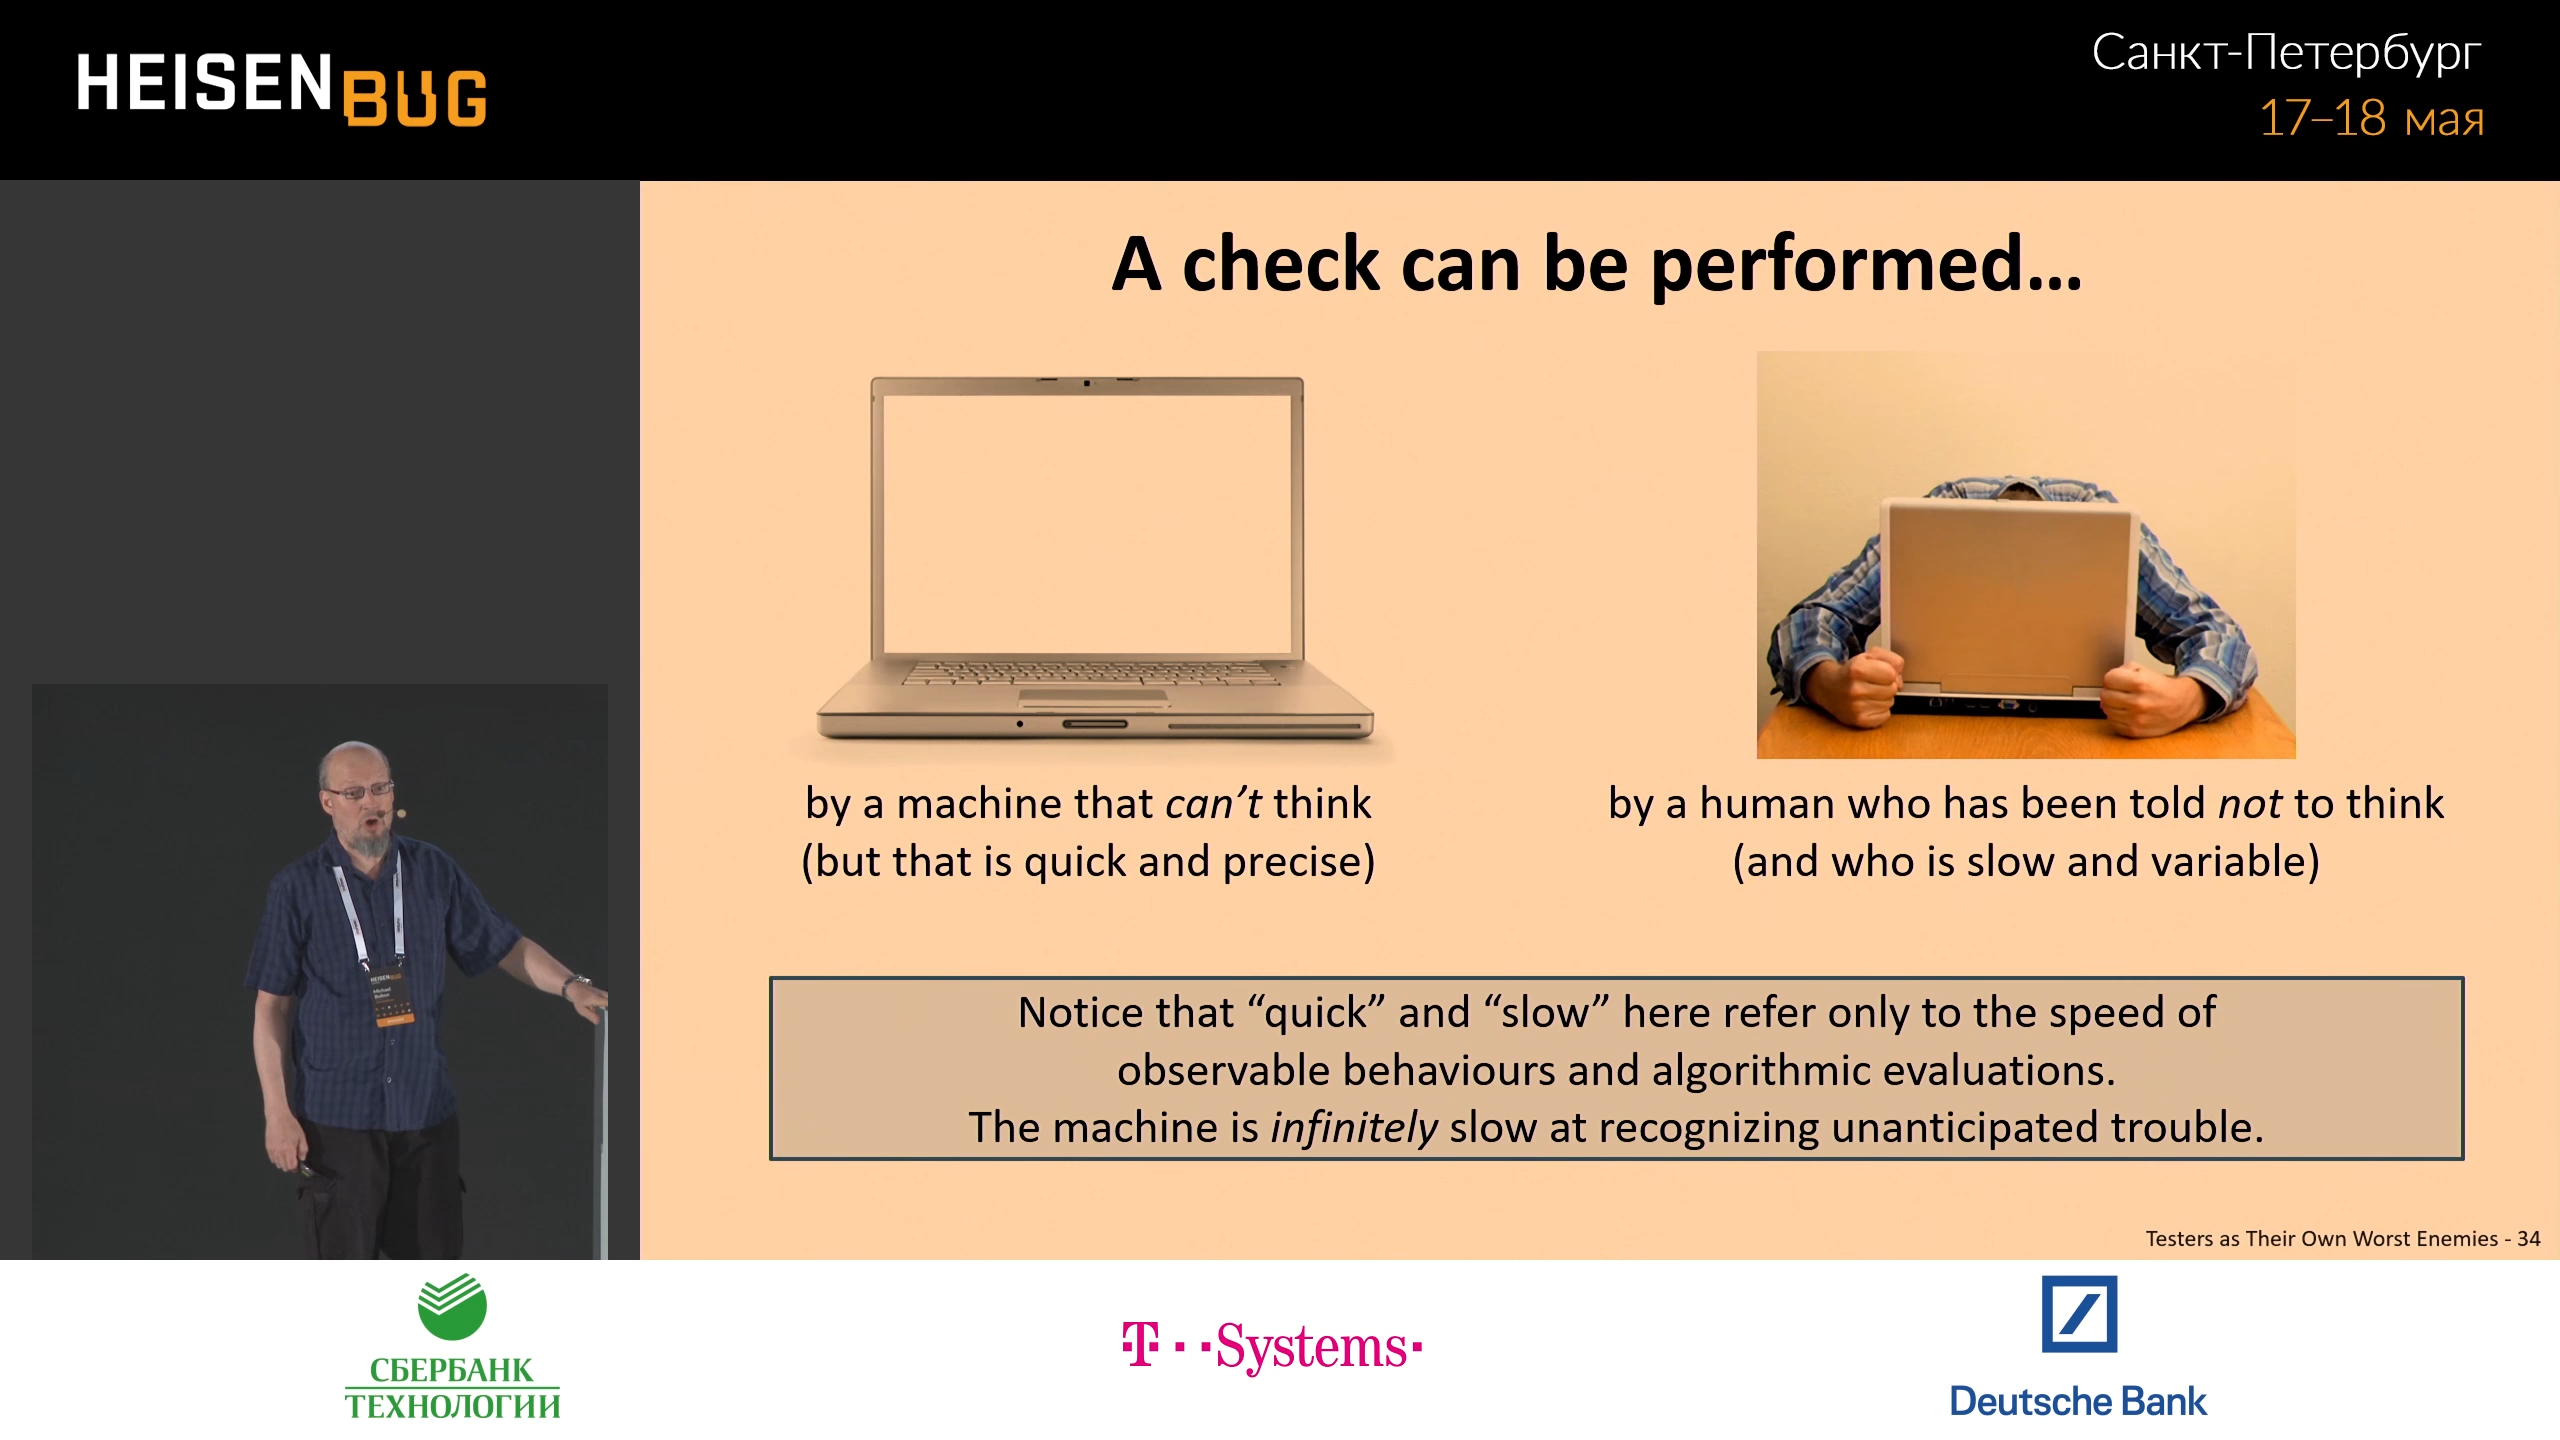 HEISENBUG
Санкт-Петербург
17–18 мая
A check can be performed...
by a machine that can’t think
(but that is quick and precise)
by a human who has been told not to think
(and who is slow and variable)
Notice that “quick” and “slow” here refer only to the speed of
observable behaviours and algorithmic evaluations.
The machine is infinitely slow at recognizing unanticipated trouble.
Testers as Their Own Worst Enemies - 34
HEISENBUG
Michael
Bolton
СБЕРБАНК
ТЕХНОЛОГИИ
T··Systems·
Deutsche Bank